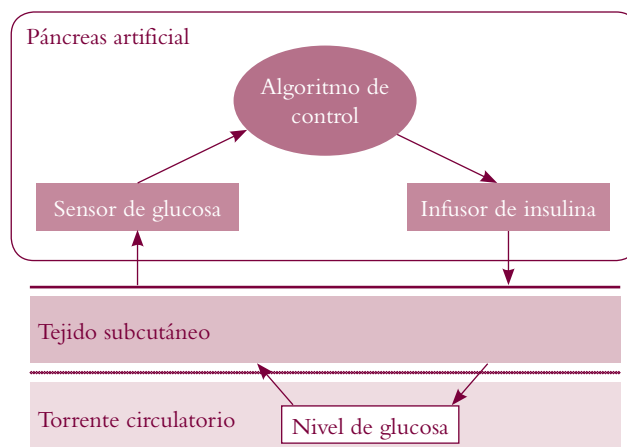 Páncreas artificial
Algoritmo de
control
Sensor de glucosa
Infusor de insulina
Tejido subcutáneo
Torrente circulatorio
Nivel de glucosa